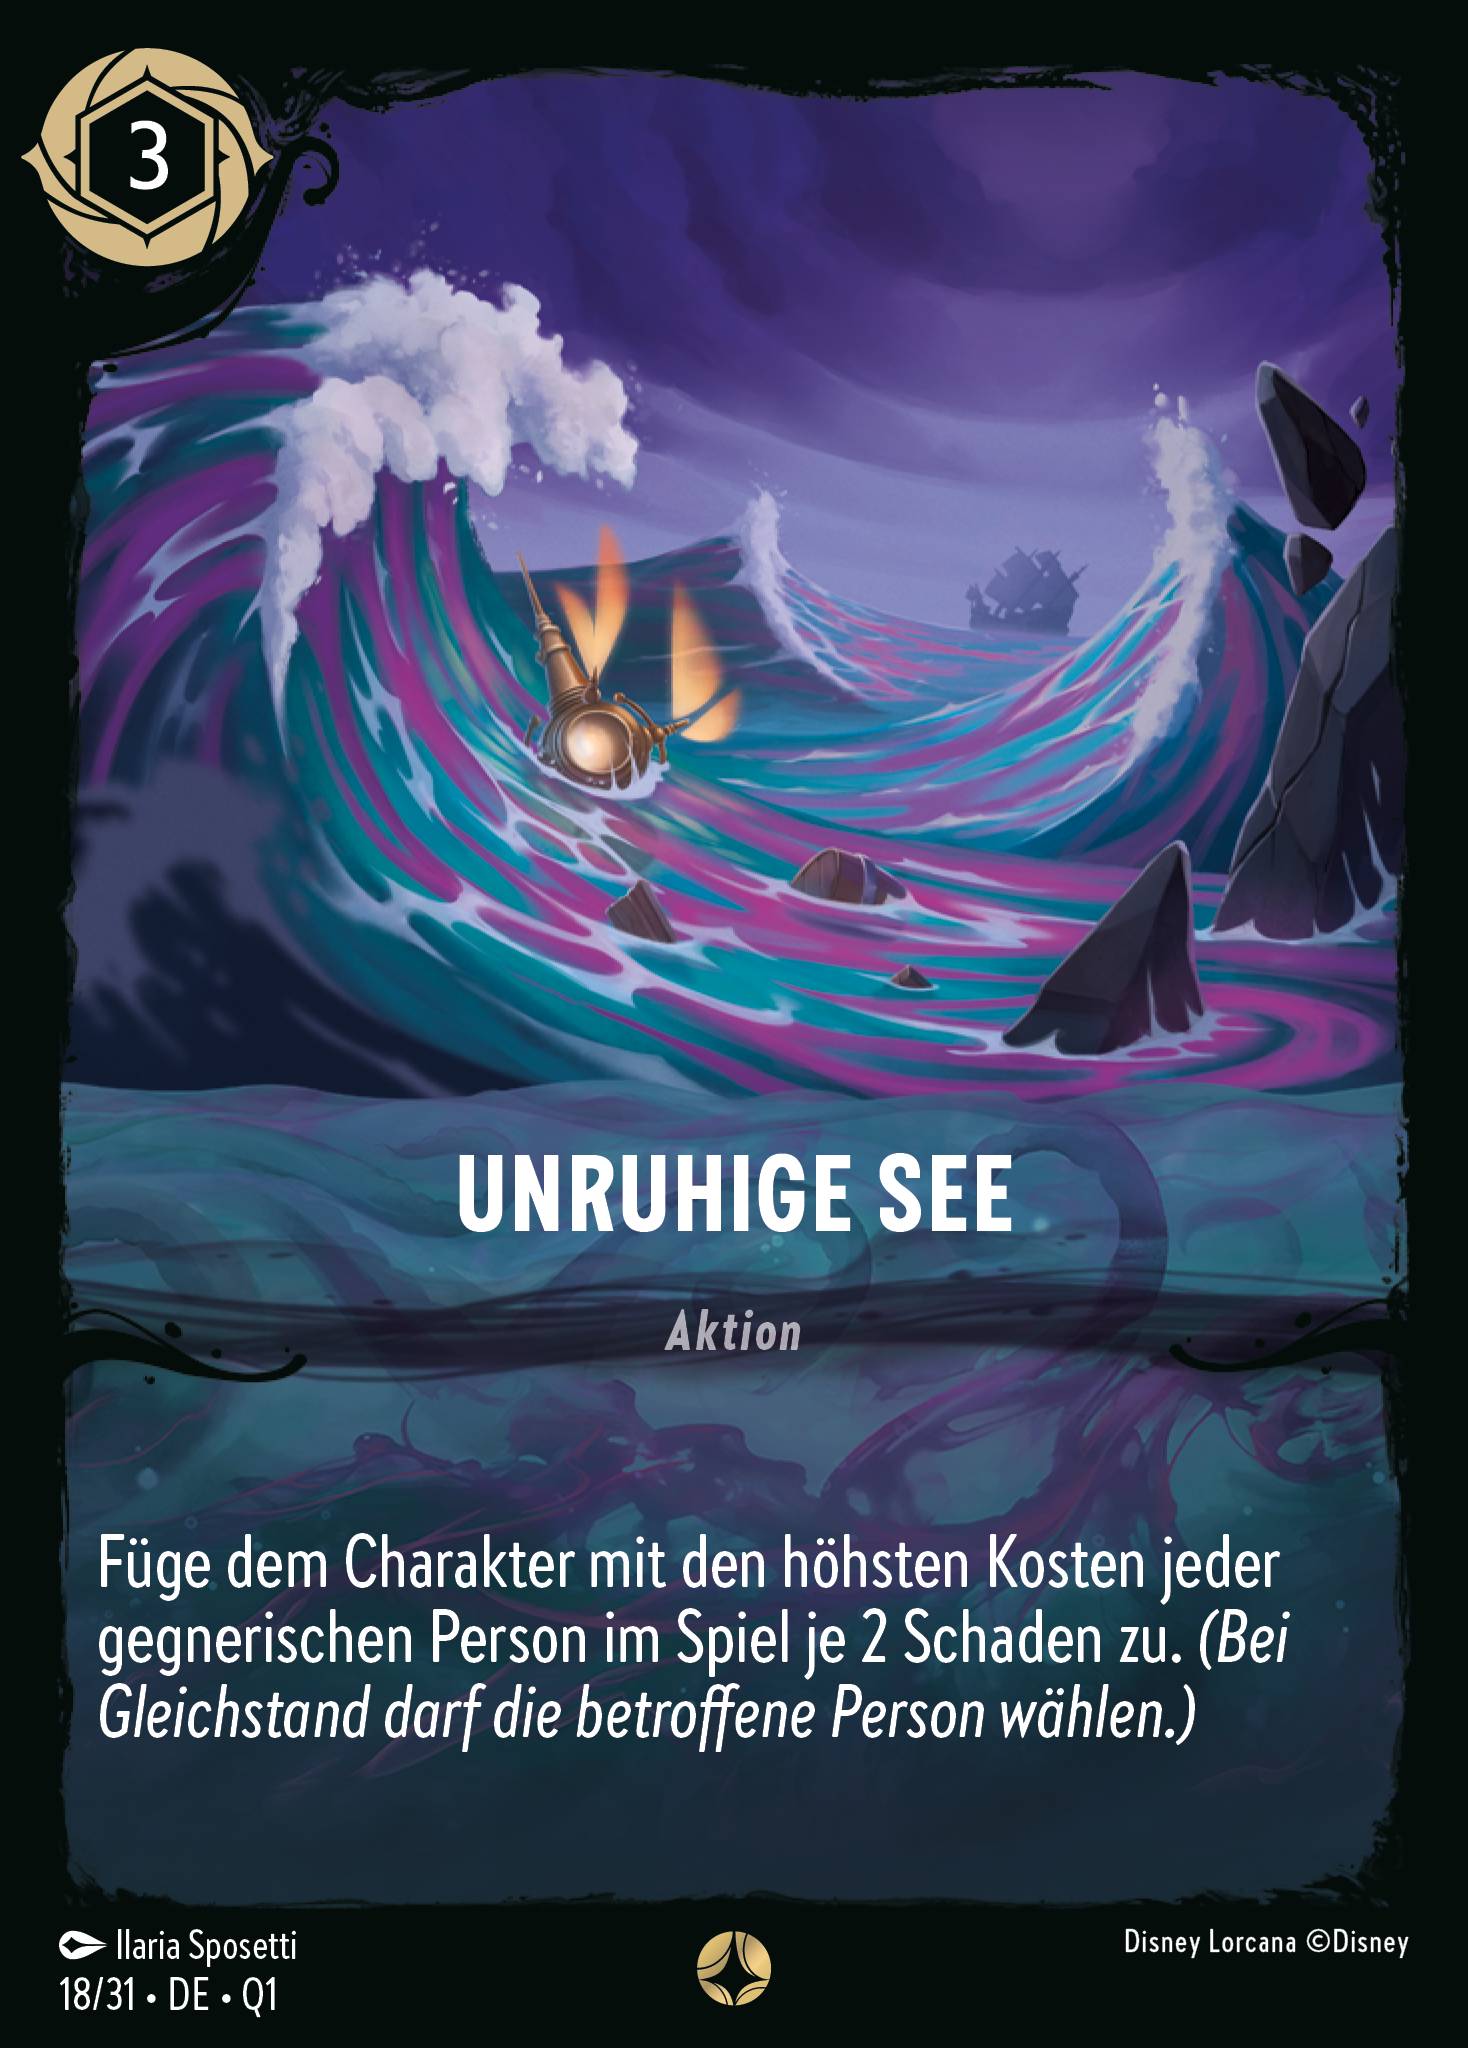 3
UNRUHIGE SEE
Aktion
Füge dem Charakter mit den höhsten Kosten jeder
gegnerischen Person im Spiel je 2 Schaden zu. (Bei
Gleichstand darf die betroffene Person wählen.)
Ilaria Sposetti
18/31 • DE • Q1
Disney Lorcana ©Disney